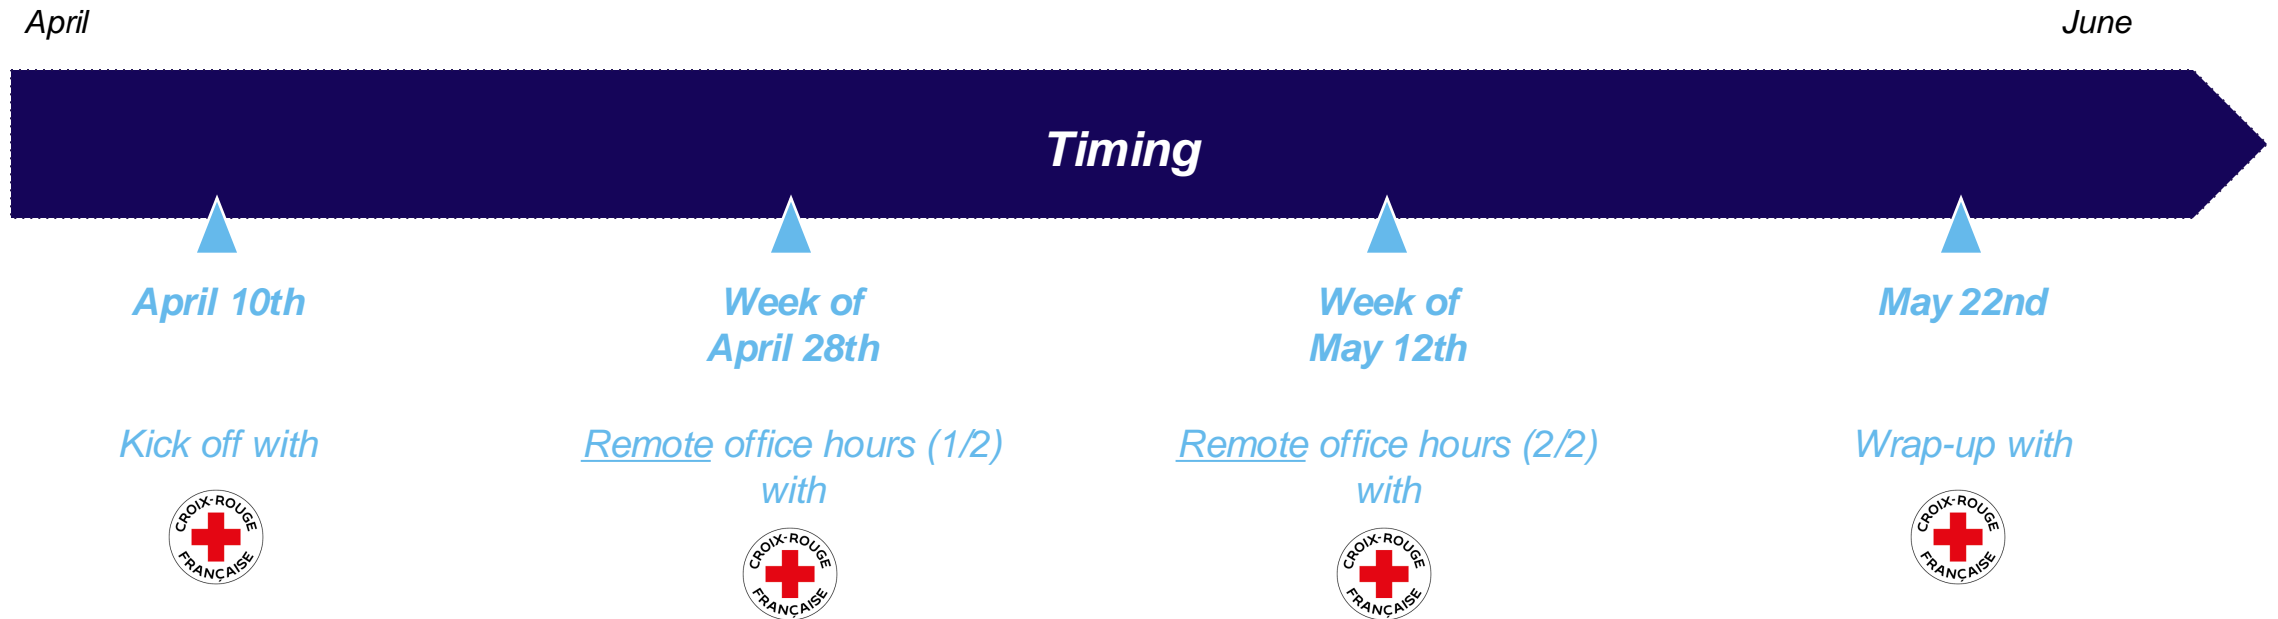 April
June
Timing
April 10th
Week of
April 28th
Week of
May 12th
May 22nd
Kick off with
Remote office hours (1/2)
with
Remote office hours (2/2)
with
Wrap-up with
CROIX-ROUGE
FRANÇAISE
CROIX-ROUGE
FRANÇAISE
CROIX-ROUGE
FRANÇAISE
CROIX-ROUGE
FRANÇAISE